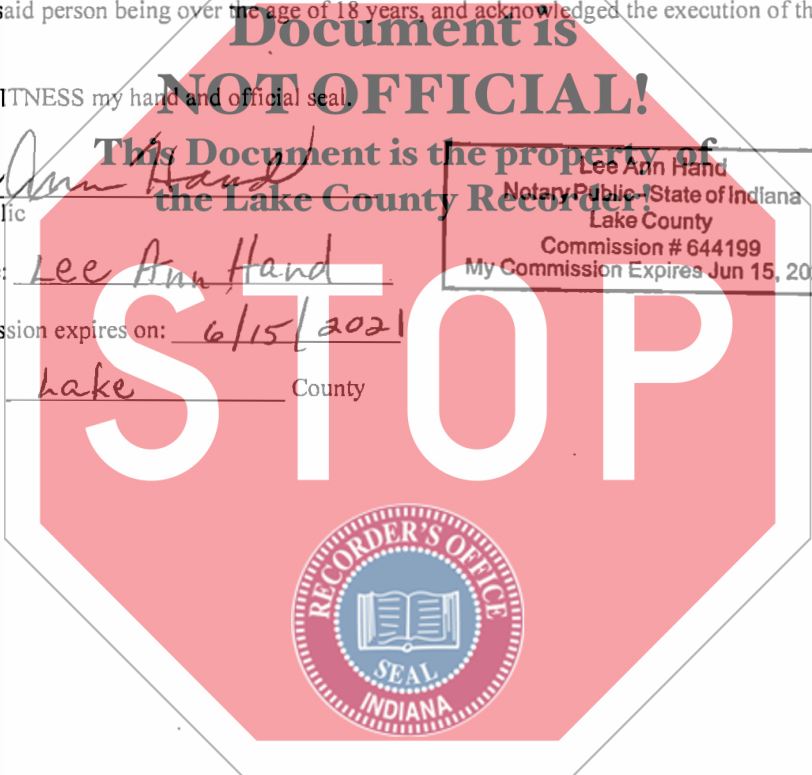 said person being over the age of 18 years, and acknowledged the execution of th
Document is
NOT OFFICIAL!
ITNESS my hand and official seal.
This Document is the property of
the Lake County Recorder!
Ann Hand
lic
Lee Ann Hand
Notary Public - State of Indiana
Lake County
Commission # 644199
My Commission Expires Jun 15, 20
: Lee Ann Hand
ssion expires on: 6/15/2021
Lake County
STOP
RECORDER'S OFFICE
SEAL
INDIANA